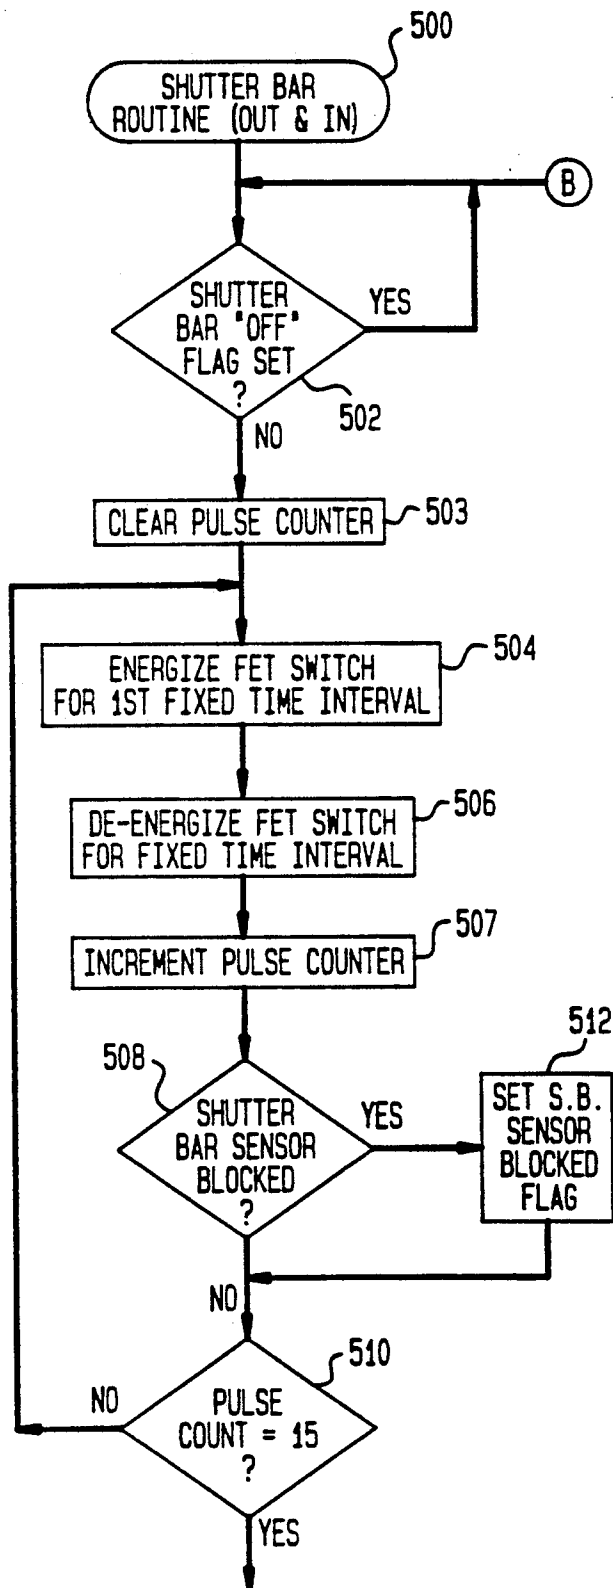 500
SHUTTER BAR
ROUTINE (OUT & IN)
B
SHUTTER
BAR "OFF"
FLAG SET
?
YES
502
NO
CLEAR PULSE COUNTER
503
504
ENERGIZE FET SWITCH
FOR 1ST FIXED TIME INTERVAL
DE-ENERGIZE FET SWITCH
FOR FIXED TIME INTERVAL
506
507
INCREMENT PULSE COUNTER
508
SHUTTER
BAR SENSOR
BLOCKED
?
YES
512
SET S.B.
SENSOR
BLOCKED
FLAG
NO
510
PULSE
COUNT = 15
?
NO
YES